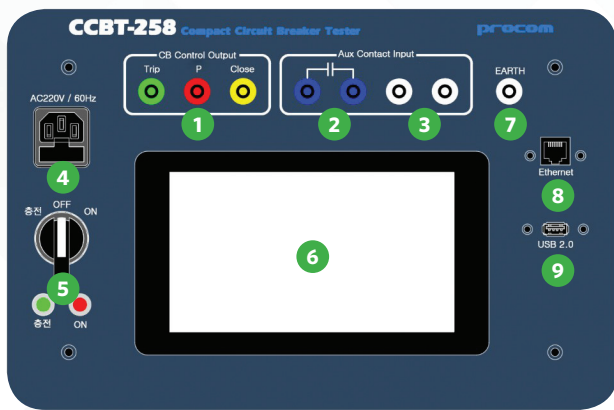 CCBT-258 Compact Circuit Breaker Tester
procom
CB Control Output
Trip P Close
Aux Contact Input
EARTH
AC220V / 60Hz
1
2
3
7
4
Ethernet
8
충전 OFF ON
USB 2.0
6
9
5
충전 ON